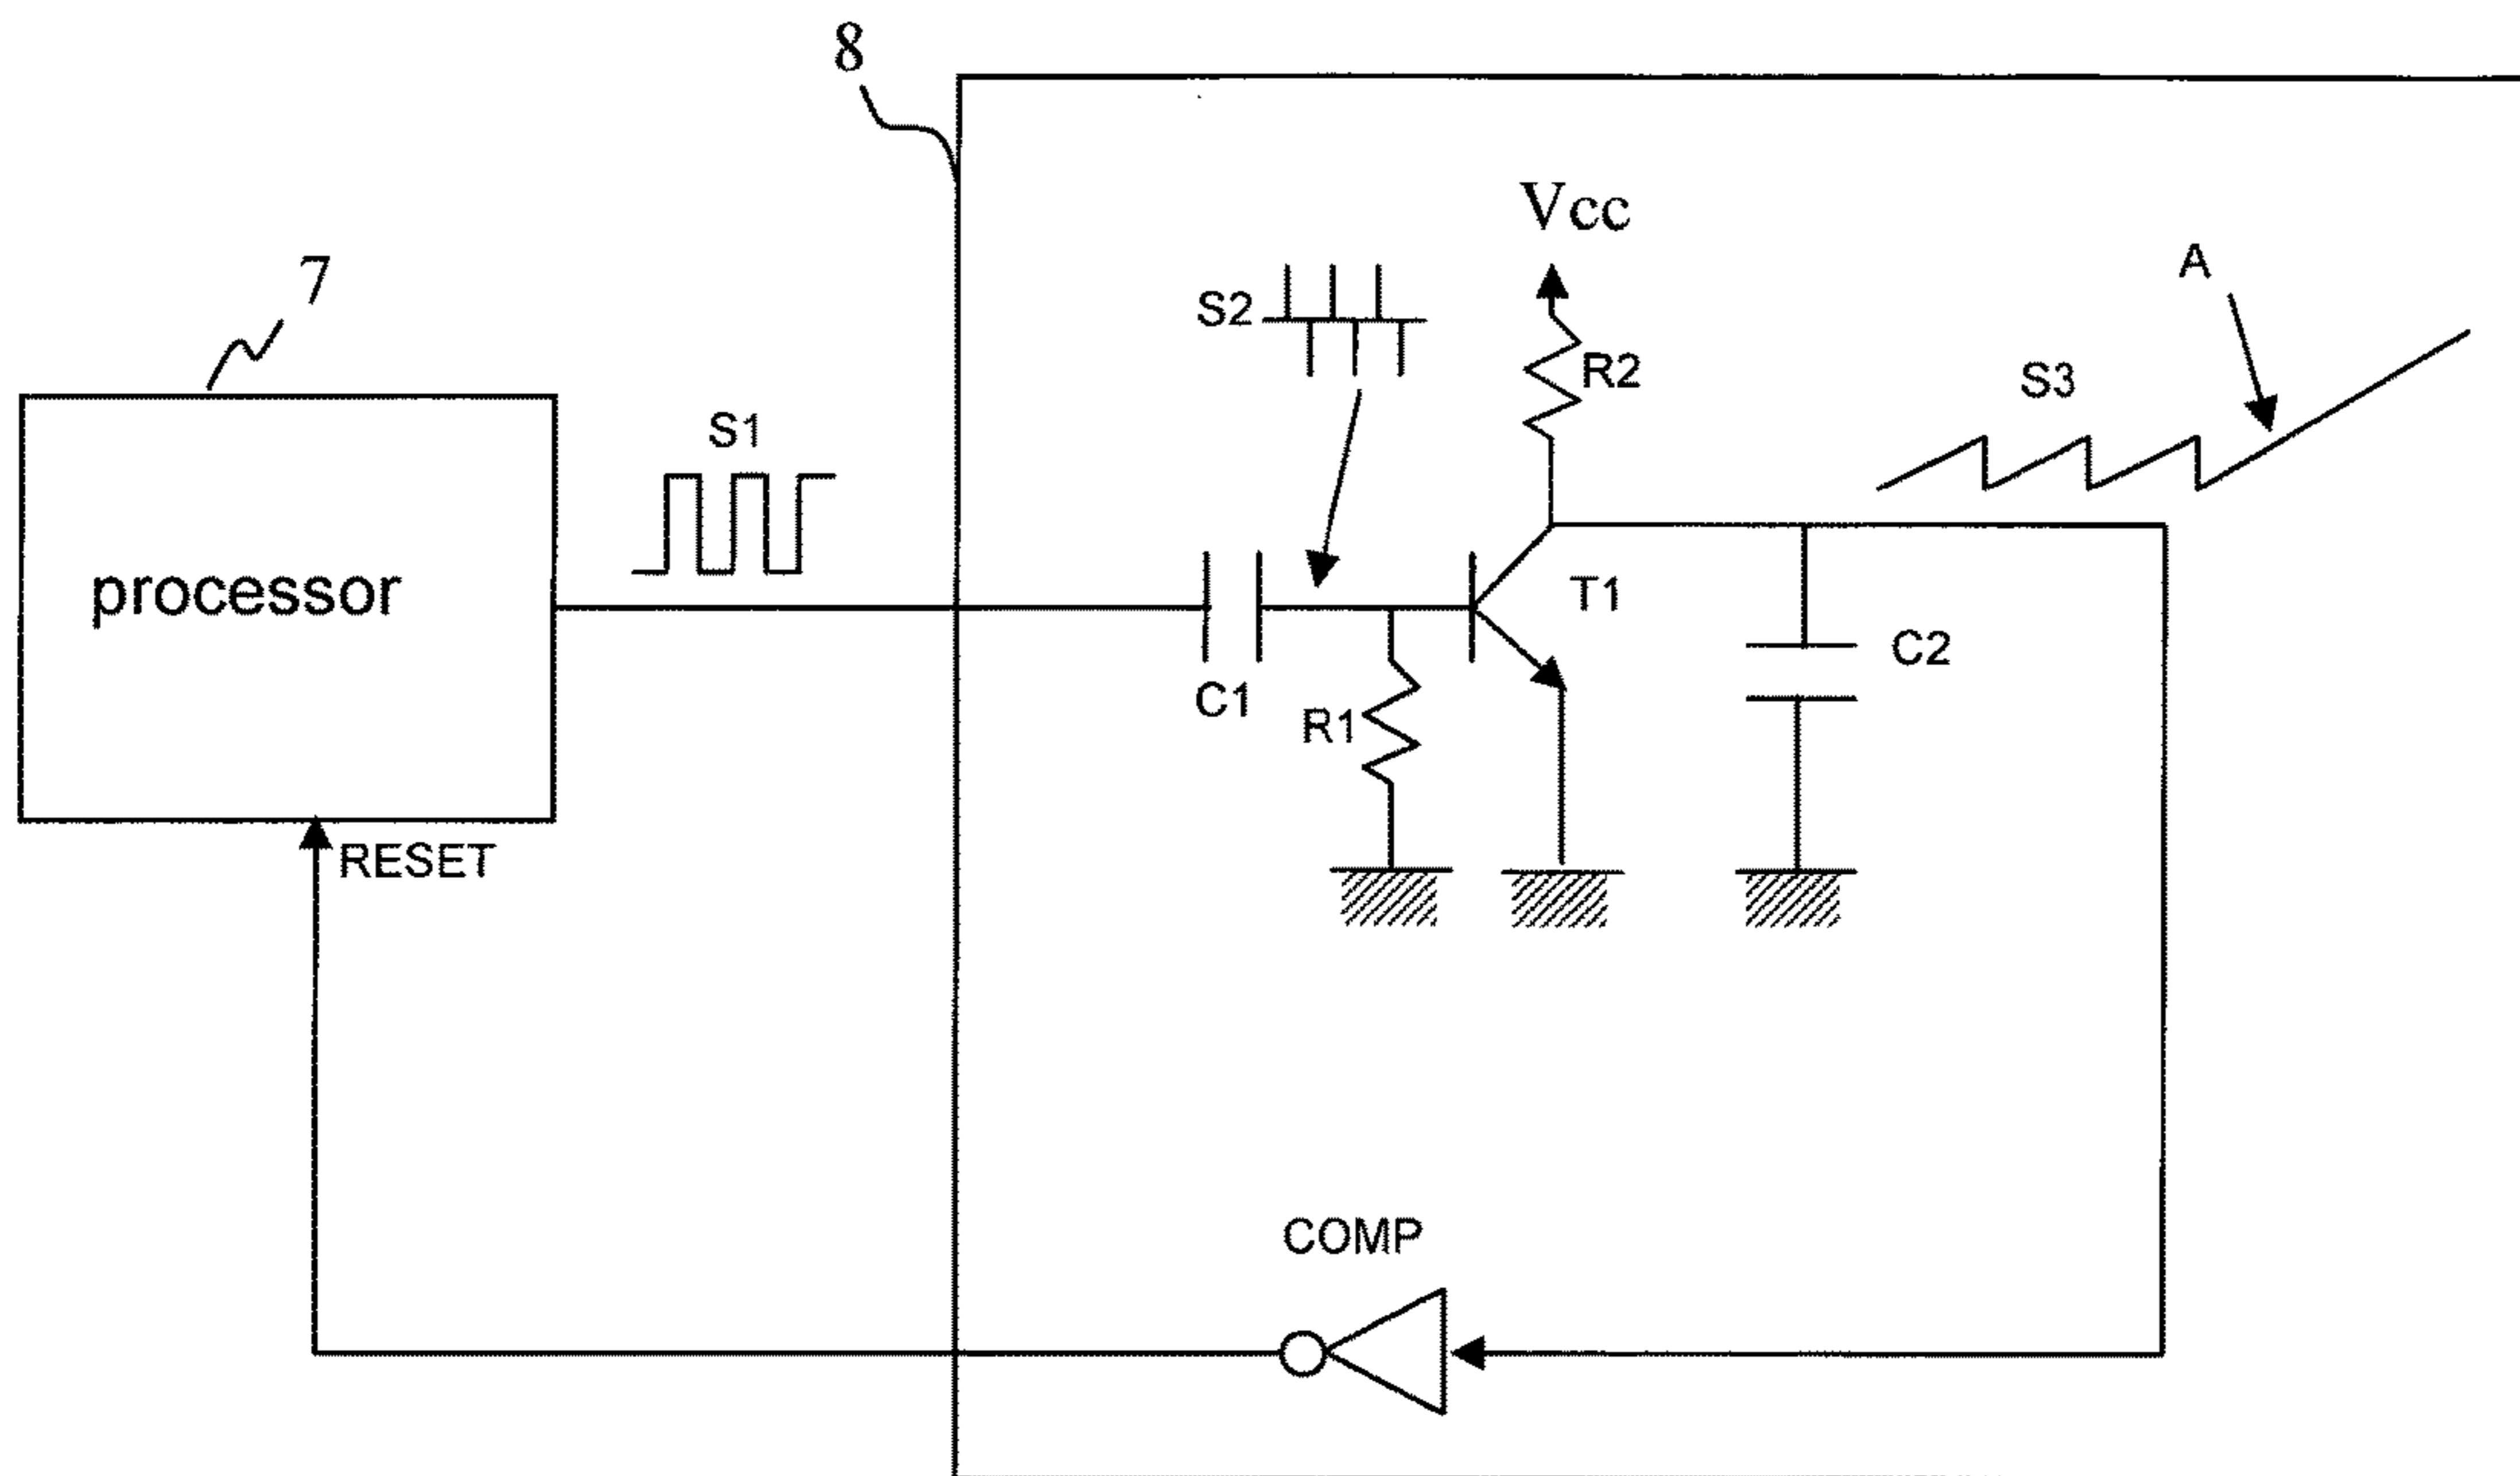 8
Vcc
7
S2
A
R2
S3
S1
processor
T1
C2
C1
R1
RESET
COMP